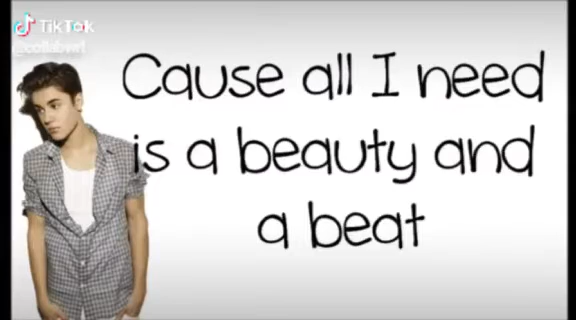 TikTok
Cause all I need
is a beauty and
a beat